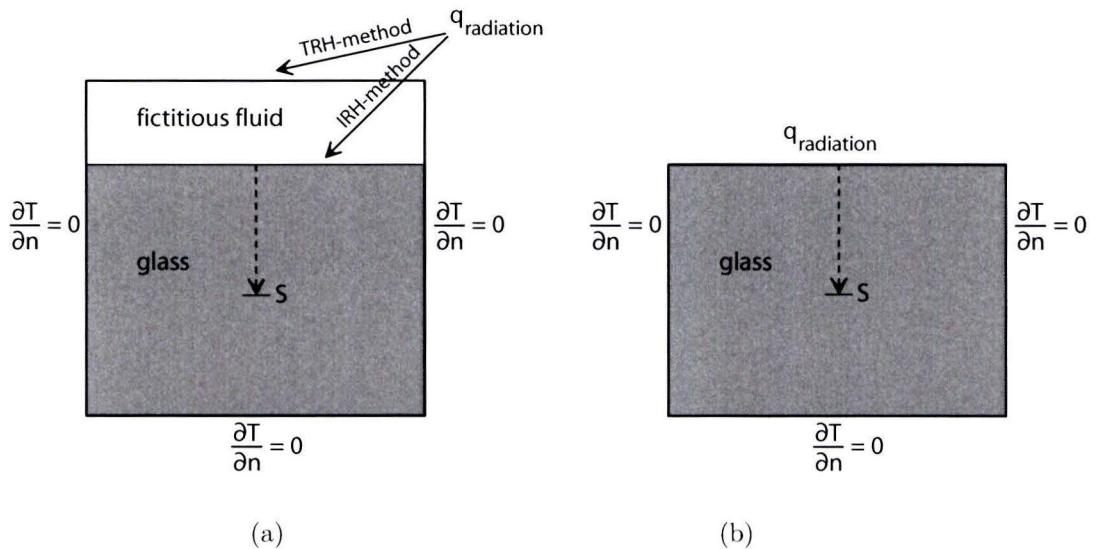 q_radiation
TRH-method
IRH-method
fictitious fluid
∂T/∂n = 0
∂T/∂n = 0
glass
S
∂T/∂n = 0
(a)
q_radiation
∂T/∂n = 0
∂T/∂n = 0
glass
S
∂T/∂n = 0
(b)